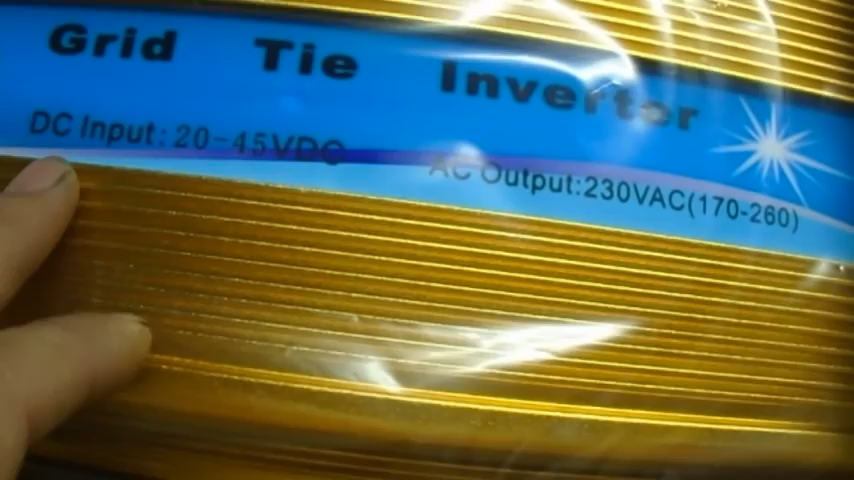 Grid Tie Inverter
DC Input: 20-45VDC
AC Output:230VAC(170-260)